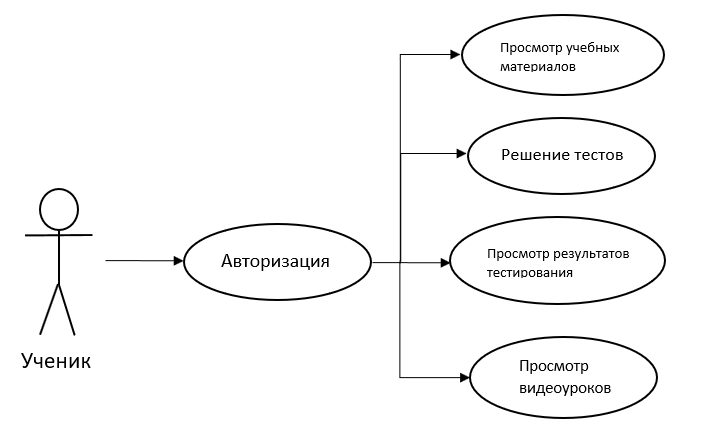 Просмотр учебных
материалов
Решение тестов
Авторизация
Просмотр результатов
тестирования
Ученик
Просмотр
видеоуроков